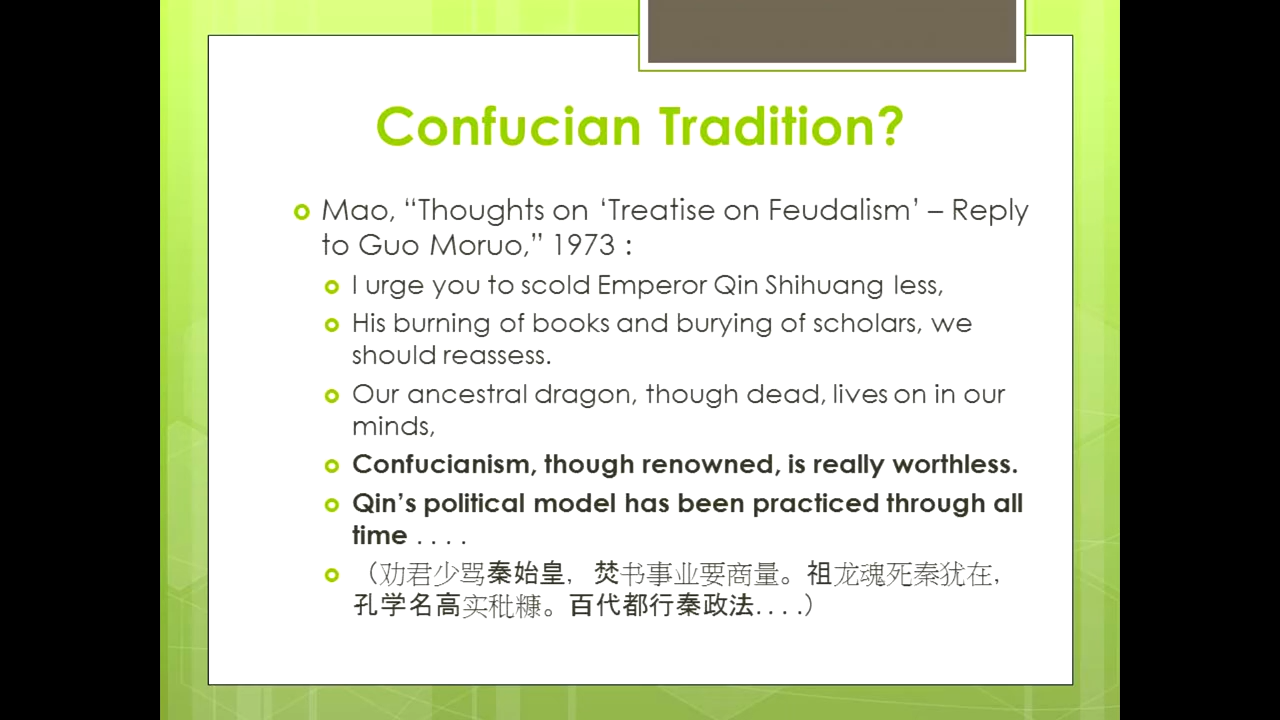 Confucian Tradition?
Mao, “Thoughts on ‘Treatise on Feudalism’ – Reply
to Guo Moruo,” 1973 :
I urge you to scold Emperor Qin Shihuang less,
His burning of books and burying of scholars, we
should reassess.
Our ancestral dragon, though dead, lives on in our
minds,
Confucianism, though renowned, is really worthless.
Qin’s political model has been practiced through all
time . . . .
（劝君少骂秦始皇，焚书事业要商量。祖龙魂死秦犹在，
孔学名高实秕糠。百代都行秦政法. . . .）